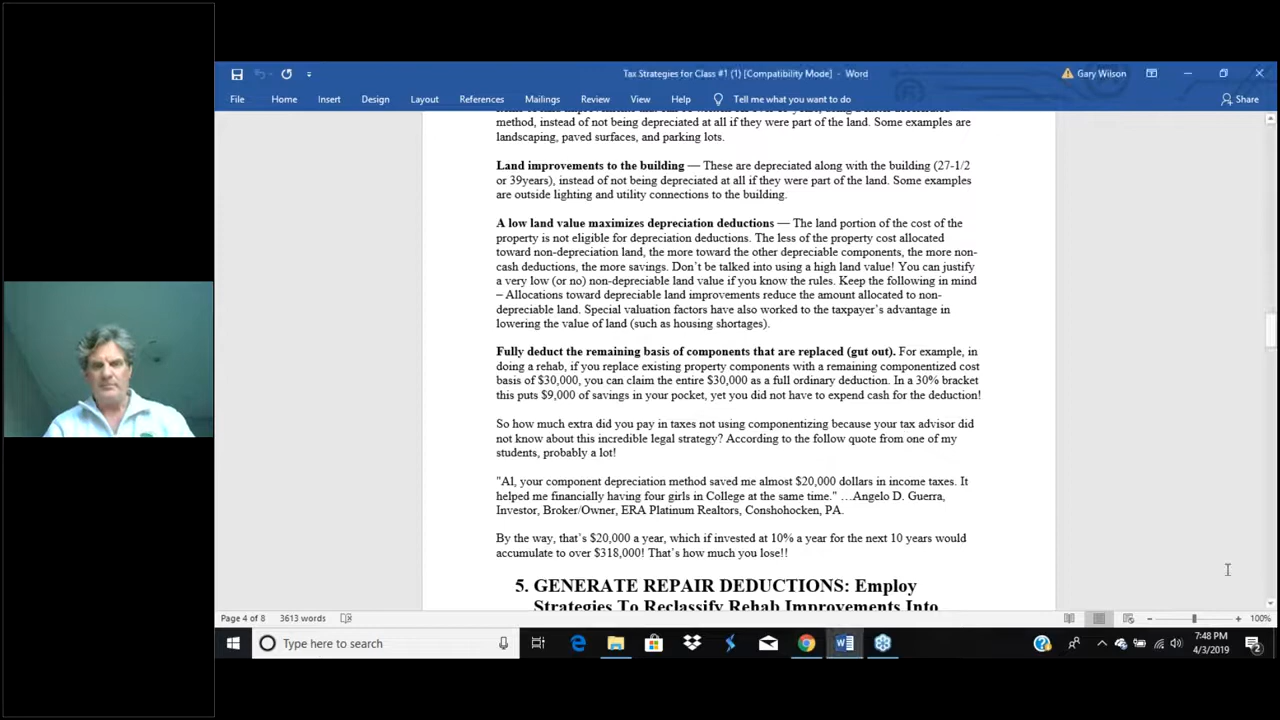 Tax Strategies for Class #1 (1) [Compatibility Mode] - Word
Gary Wilson
File Home Insert Design Layout References Mailings Review View Help Tell me what you want to do Share
method, instead of not being depreciated at all if they were part of the land. Some examples are
landscaping, paved surfaces, and parking lots.
Land improvements to the building — These are depreciated along with the building (27-1/2
or 39years), instead of not being depreciated at all if they were part of the land. Some examples
are outside lighting and utility connections to the building.
A low land value maximizes depreciation deductions — The land portion of the cost of the
property is not eligible for depreciation deductions. The less of the property cost allocated
toward non-depreciation land, the more toward the other depreciable components, the more non-
cash deductions, the more savings. Don't be talked into using a high land value! You can justify
a very low (or no) non-depreciable land value if you know the rules. Keep the following in mind
– Allocations toward depreciable land improvements reduce the amount allocated to non-
depreciable land. Special valuation factors have also worked to the taxpayer's advantage in
lowering the value of land (such as housing shortages).
Fully deduct the remaining basis of components that are replaced (gut out). For example, in
doing a rehab, if you replace existing property components with a remaining componentized cost
basis of $30,000, you can claim the entire $30,000 as a full ordinary deduction. In a 30% bracket
this puts $9,000 of savings in your pocket, yet you did not have to expend cash for the deduction!
So how much extra did you pay in taxes not using componentizing because your tax advisor did
not know about this incredible legal strategy? According to the follow quote from one of my
students, probably a lot!
"Al, your component depreciation method saved me almost $20,000 dollars in income taxes. It
helped me financially having four girls in College at the same time." …Angelo D. Guerra,
Investor, Broker/Owner, ERA Platinum Realtors, Conshohocken, PA.
By the way, that's $20,000 a year, which if invested at 10% a year for the next 10 years would
accumulate to over $318,000! That's how much you lose!!
5. GENERATE REPAIR DEDUCTIONS: Employ
Strategies To Reclassify Rehab Improvements Into
Page 4 of 8 3613 words 100%
Type here to search
7:48 PM
4/3/2019
2